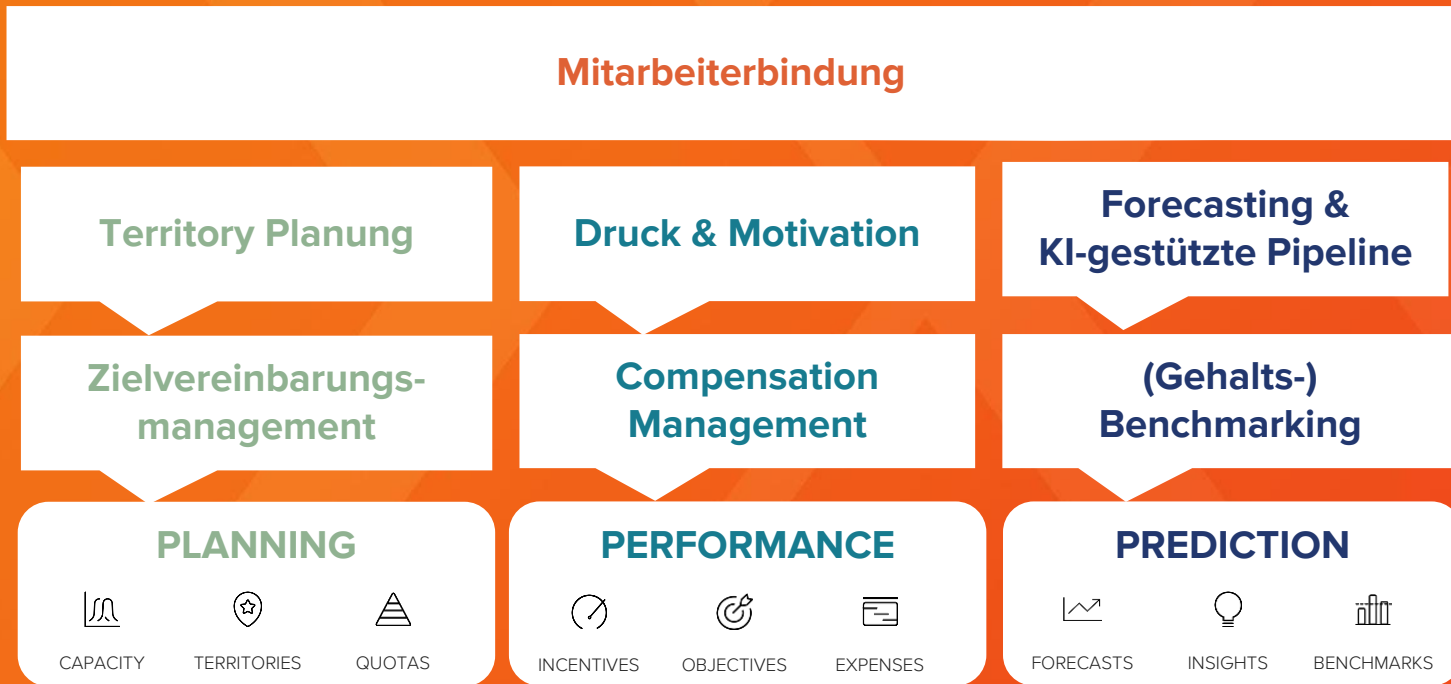 Mitarbeiterbindung
Territory Planung
Druck & Motivation
Forecasting &
KI-gestützte Pipeline
Zielvereinbarungs-
management
Compensation
Management
(Gehalts-)
Benchmarking
PLANNING
CAPACITY
TERRITORIES
QUOTAS
PERFORMANCE
INCENTIVES
OBJECTIVES
EXPENSES
PREDICTION
FORECASTS
INSIGHTS
BENCHMARKS